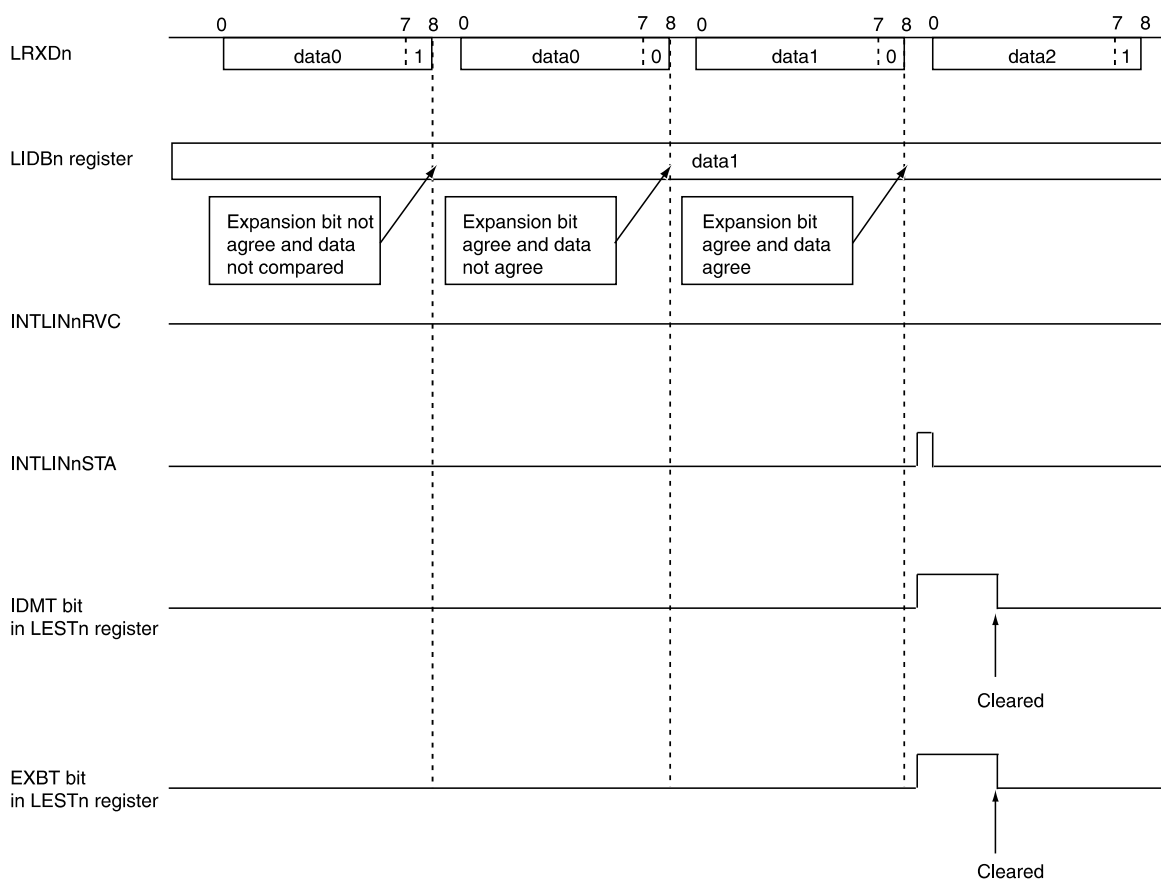 0 7 8 0 7 8 0 7 8 0 7 8
LRXDn data0 1 data0 0 data1 0 data2 1
LIDBn register data1
Expansion bit not
agree and data
not compared
Expansion bit
agree and data
not agree
Expansion bit
agree and data
agree
INTLINnRVC
INTLINnSTA
IDMT bit
in LESTn register
Cleared
EXBT bit
in LESTn register
Cleared